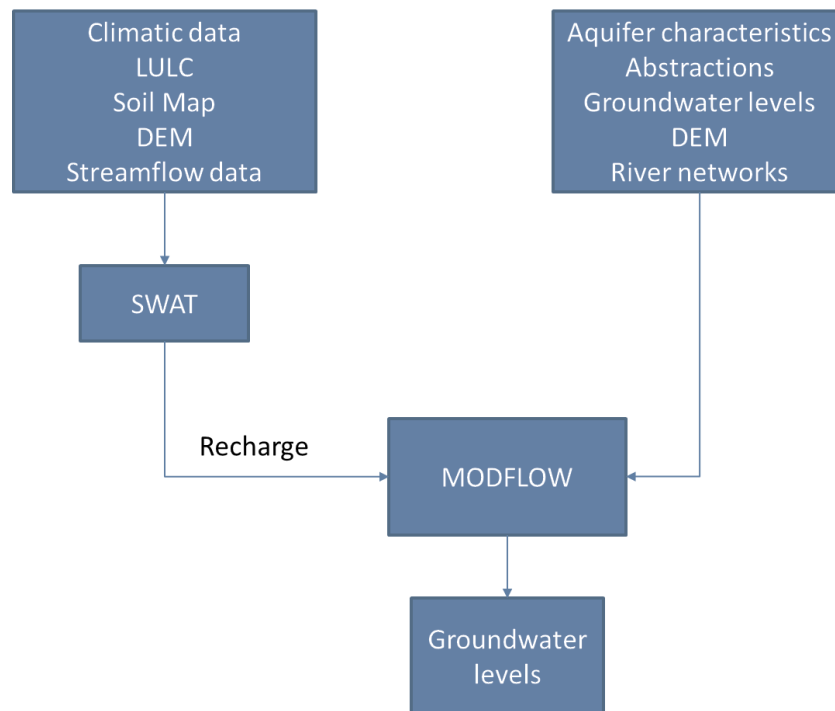 Climatic data
LULC
Soil Map
DEM
Streamflow data
Aquifer characteristics
Abstractions
Groundwater levels
DEM
River networks
SWAT
Recharge
MODFLOW
Groundwater
levels